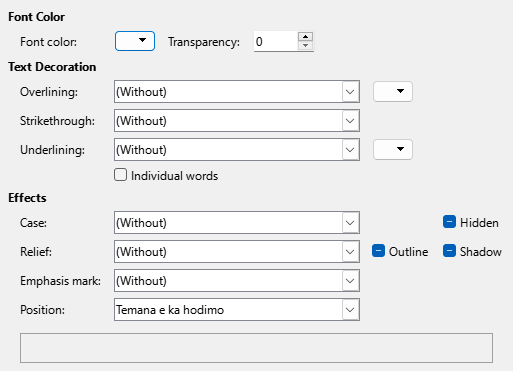 Font Color
Font color: Transparency: 0
Text Decoration
Overlining: (Without)
Strikethrough: (Without)
Underlining: (Without)
Individual words
Effects
Case: (Without) Hidden
Relief: (Without) Outline Shadow
Emphasis mark: (Without)
Position: Temana e ka hodimo